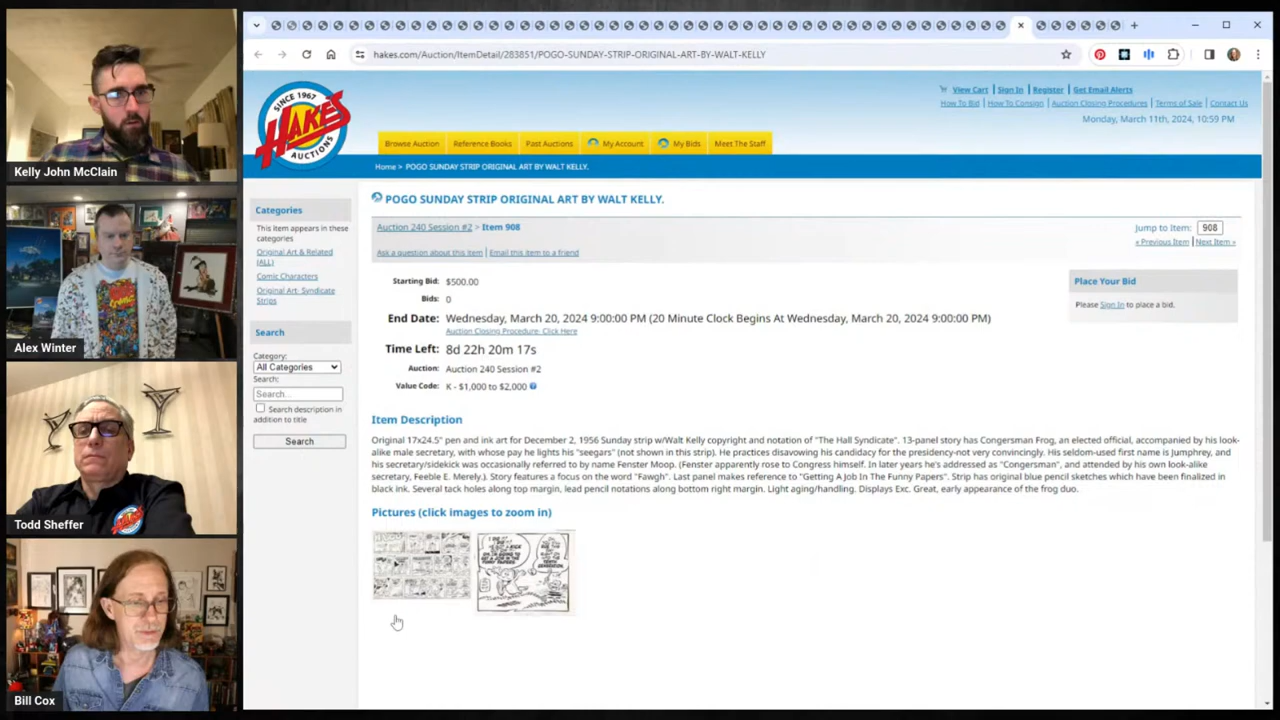 Kelly John McClain
Alex Winter
Todd Sheffer
Bill Cox
hakes.com/Auction/ItemDetail/283851/POGO-SUNDAY-STRIP-ORIGINAL-ART-BY-WALT-KELLY
SINCE 1967
HAKE'S
AUCTIONS
View Cart | Sign In | Register | Get Email Alerts
How To Bid | How To Consign | Auction Closing Procedures | Terms of Sale | Contact Us
Monday, March 11th, 2024, 10:59 PM
Browse Auction Reference Books Past Auctions My Account My Bids Meet The Staff
Home > POGO SUNDAY STRIP ORIGINAL ART BY WALT KELLY.
Categories
This item appears in these
categories
Original Art & Related
(ALL)
Comic Characters
Original Art- Syndicate
Strips
Search
Category:
All Categories
Search:
Search...
Search description in
addition to title
Search
POGO SUNDAY STRIP ORIGINAL ART BY WALT KELLY.
Auction 240 Session #2 > Item 908
Jump to Item: 908
« Previous Item | Next Item »
Ask a question about this item | Email this item to a friend
Starting Bid: $500.00
Bids: 0
End Date: Wednesday, March 20, 2024 9:00:00 PM (20 Minute Clock Begins At Wednesday, March 20, 2024 9:00:00 PM)
Auction Closing Procedure: Click Here
Time Left: 8d 22h 20m 17s
Auction: Auction 240 Session #2
Value Code: K - $1,000 to $2,000
Place Your Bid
Please Sign In to place a bid.
Item Description
Original 17x24.5" pen and ink art for December 2, 1956 Sunday strip w/Walt Kelly copyright and notation of "The Hall Syndicate". 13-panel story has Congersman Frog, an elected official, accompanied by his look-
alike male secretary, with whose pay he lights his "seegars" (not shown in this strip). He practices disavowing his candidacy for the presidency-not very convincingly. His seldom-used first name is Jumphrey, and
his secretary/sidekick was occasionally referred to by name Fenster Moop. (Fenster apparently rose to Congress himself. In later years he's addressed as "Congersman", and attended by his own look-alike
secretary, Feeble E. Merely.). Story features a focus on the word "Fawgh". Last panel makes reference to "Getting A Job In The Funny Papers". Strip has original blue pencil sketches which have been finalized in
black ink. Several tack holes along top margin, lead pencil notations along bottom right margin. Light aging/handling. Displays Exc. Great, early appearance of the frog duo.
Pictures (click images to zoom in)